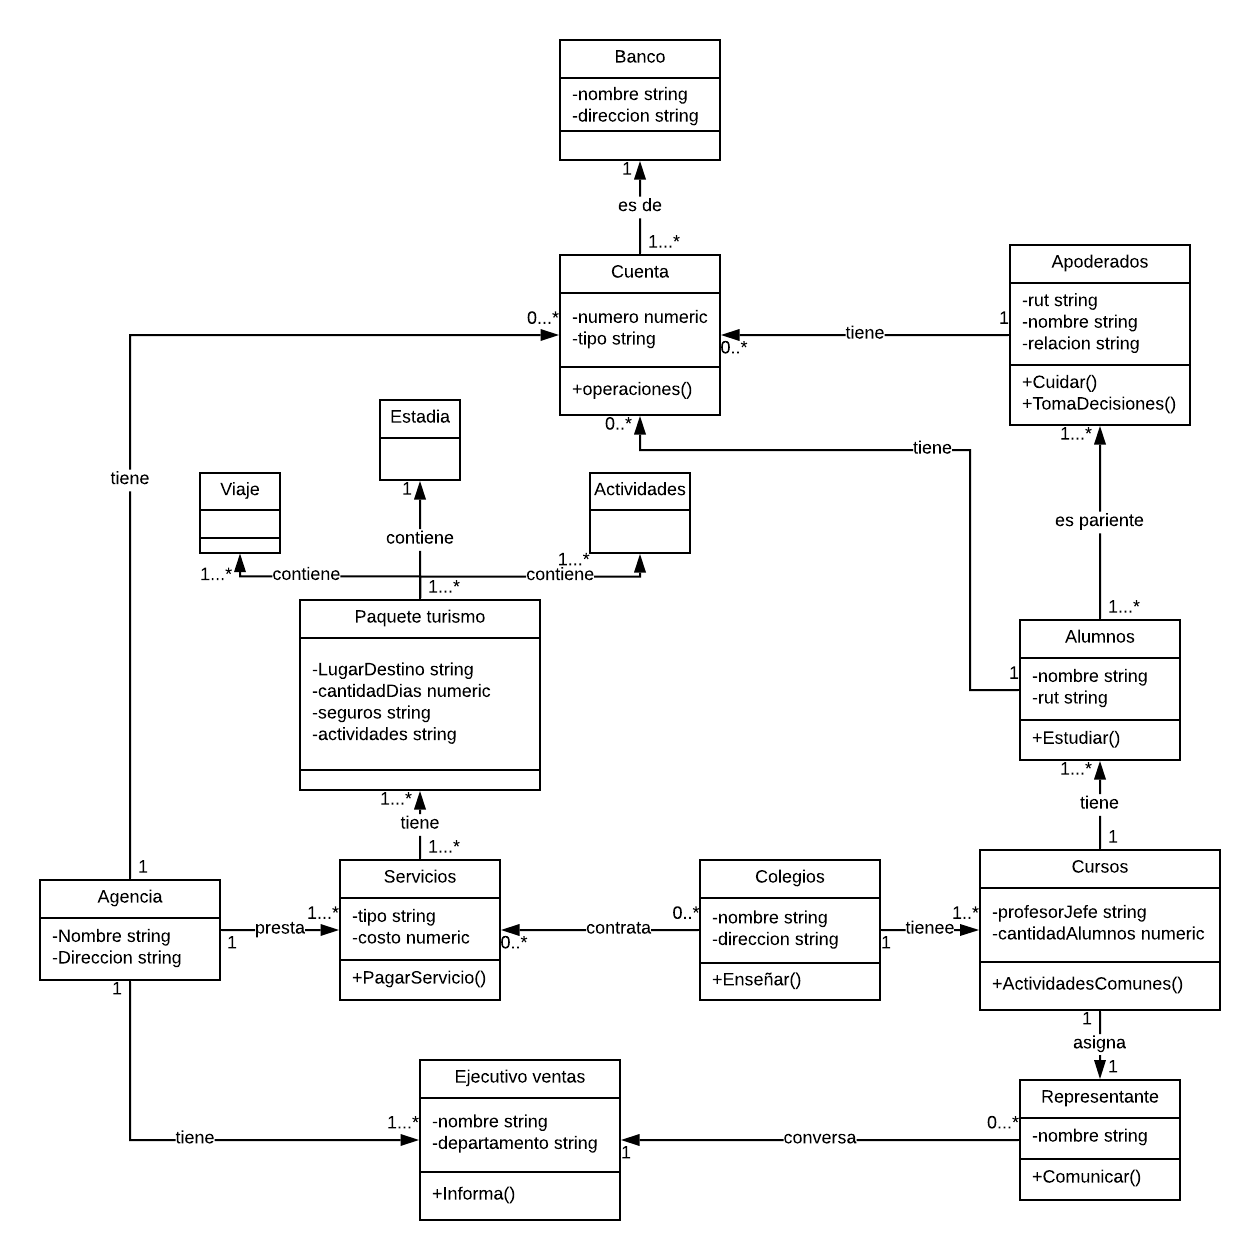 Banco
-nombre string
-direccion string
1
es de
1...*
Cuenta
-numero numeric
-tipo string
+operaciones()
0...*
0..*
tiene
1
0..*
tiene
Apoderados
-rut string
-nombre string
-relacion string
+Cuidar()
+TomaDecisiones()
1...*
es pariente
1...*
Estadia
1
contiene
Viaje
1...*
contiene
Actividades
1...*
contiene
1...*
tiene
Paquete turismo
-LugarDestino string
-cantidadDias numeric
-seguros string
-actividades string
1...*
tiene
1...*
Alumnos
-nombre string
-rut string
+Estudiar()
1
1...*
tiene
1
1
Agencia
-Nombre string
-Direccion string
1
presta
1...*
1
Servicios
-tipo string
-costo numeric
+PagarServicio()
0..*
contrata
0..*
Colegios
-nombre string
-direccion string
+Enseñar()
1
tienee
1..*
Cursos
-profesorJefe string
-cantidadAlumnos numeric
+ActividadesComunes()
1
asigna
1
Ejecutivo ventas
-nombre string
-departamento string
+Informa()
tiene
1...*
1
conversa
0...*
Representante
-nombre string
+Comunicar()